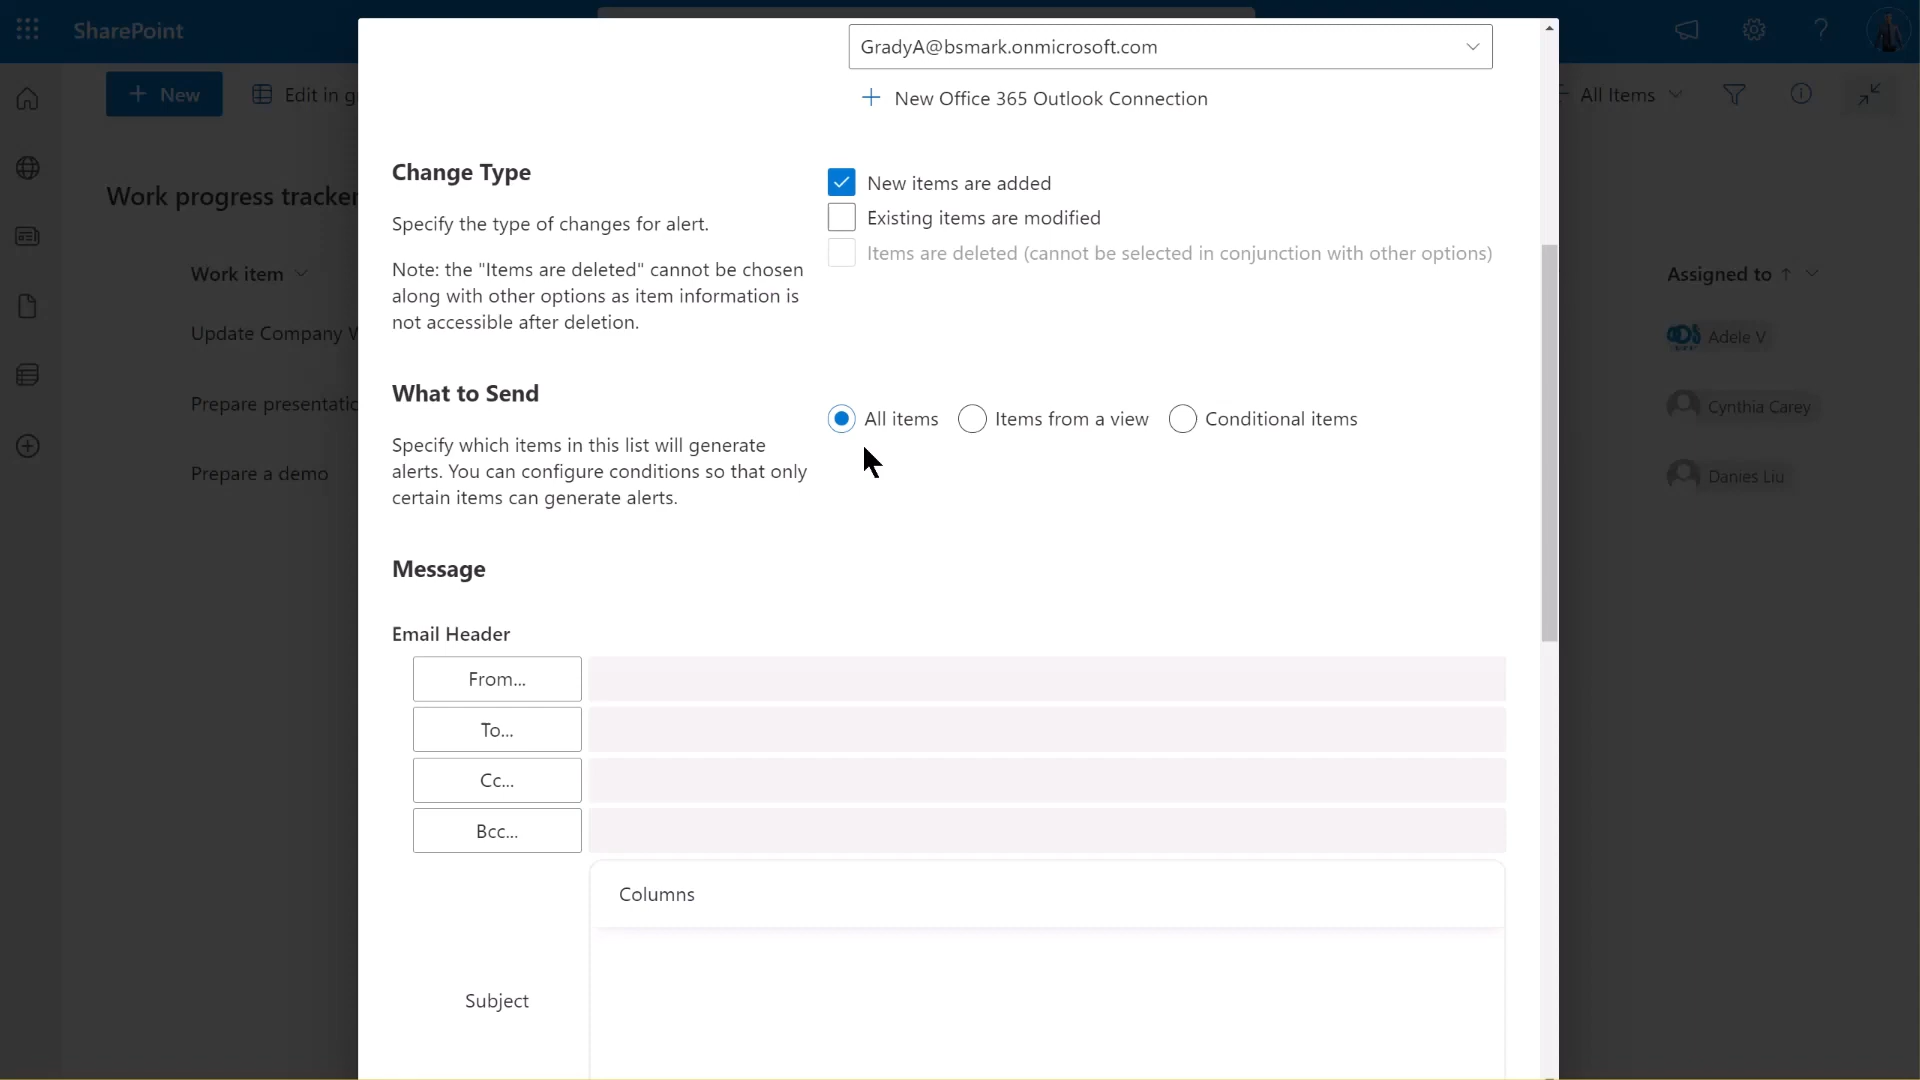 SharePoint
GradyA@bsmark.onmicrosoft.com
New
Edit in g
New Office 365 Outlook Connection
All Items
Change Type
New items are added
Work progress tracker
Specify the type of changes for alert.
Existing items are modified
Note: the "Items are deleted" cannot be chosen
along with other options as item information is
not accessible after deletion.
Items are deleted (cannot be selected in conjunction with other options)
Work item
Assigned to
Update Company
Adele V
What to Send
Prepare presentatic
All items
Items from a view
Conditional items
Cynthia Carey
Specify which items in this list will generate
alerts. You can configure conditions so that only
certain items can generate alerts.
Prepare a demo
Danies Liu
Message
Email Header
From...
To...
Cc...
Bcc...
Columns
Subject